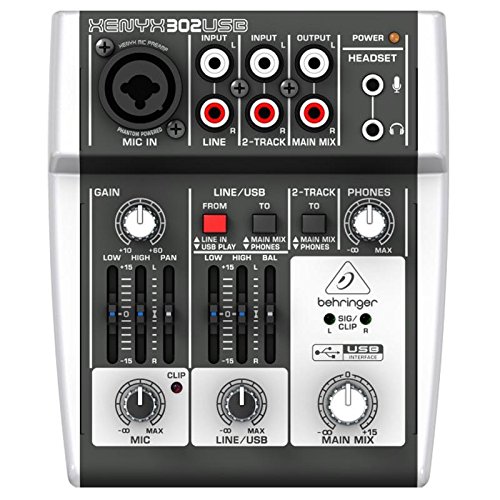 XENYX302USB
INPUT L INPUT L OUTPUT L POWER
XENYX MIC PREAMP
HEADSET
PHANTOM POWERED
R R R
MIC IN LINE 2-TRACK MAIN MIX
GAIN LINE/USB 2-TRACK PHONES
FROM TO TO
+10 +60 ▲LINE IN ▲MAIN MIX ▲MAIN MIX -∞ MAX
▼USB PLAY ▼PHONES ▼PHONES
LOW HIGH PAN LOW HIGH BAL
+15 L +15 L
behringer
SIG/
L CLIP R
0 0
USB
INTERFACE
-15 R -15 R
CLIP
0
-∞ MAX -∞ MAX -∞ +15
MIC LINE/USB MAIN MIX